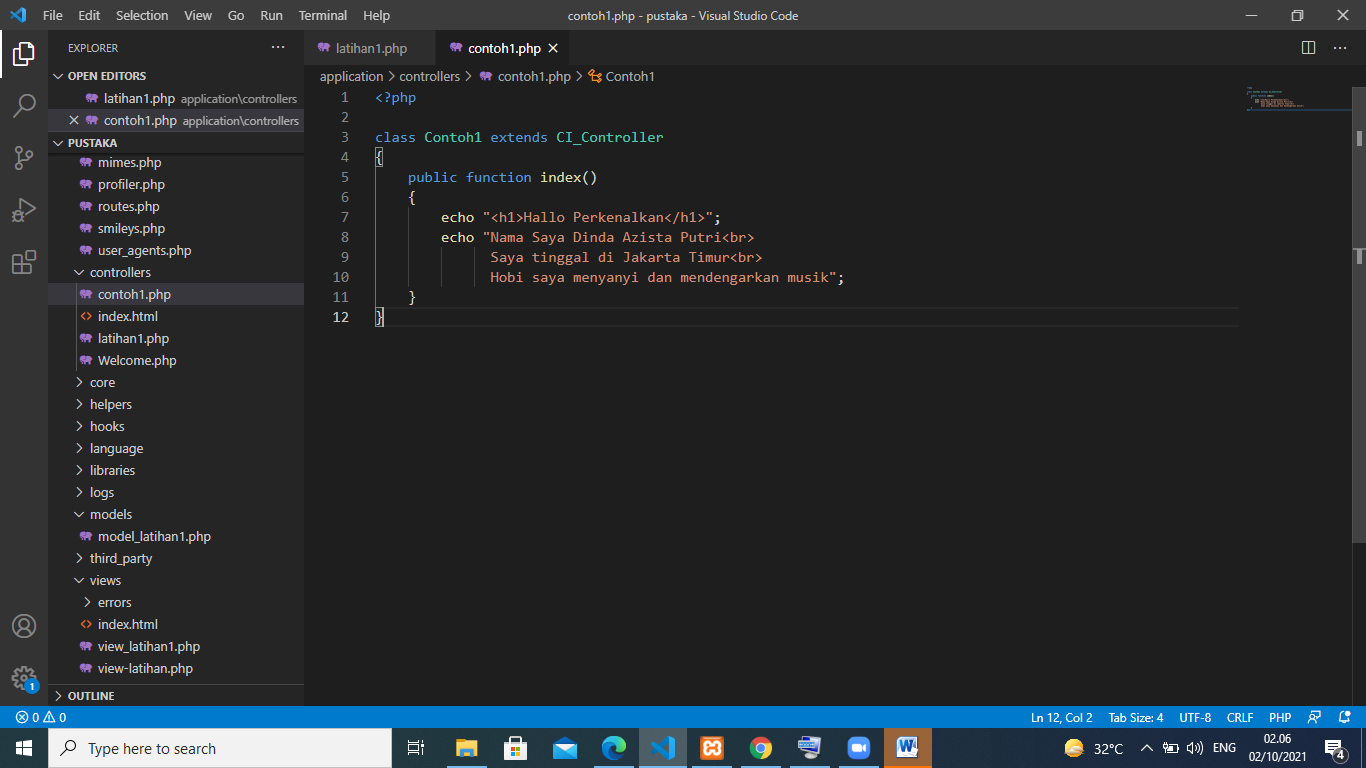 File Edit Selection View Go Run Terminal Help contoh1.php - pustaka - Visual Studio Code
EXPLORER
OPEN EDITORS
latihan1.php application\controllers
contoh1.php application\controllers
PUSTAKA
mimes.php
profiler.php
routes.php
smileys.php
user_agents.php
controllers
contoh1.php
index.html
latihan1.php
Welcome.php
core
helpers
hooks
language
libraries
logs
models
model_latihan1.php
third_party
views
errors
index.html
view_latihan1.php
view-latihan.php
OUTLINE
latihan1.php contoh1.php
application > controllers > contoh1.php > Contoh1
1 <?php
2
3 class Contoh1 extends CI_Controller
4 {
5 public function index()
6 {
7 echo "<h1>Hallo Perkenalkan</h1>";
8 echo "Nama Saya Dinda Azista Putri<br>
9 Saya tinggal di Jakarta Timur<br>
10 Hobi saya menyanyi dan mendengarkan musik";
11 }
12 }
1
0 0 Ln 12, Col 2 Tab Size: 4 UTF-8 CRLF PHP
Type here to search
32°C ENG
02.06
02/10/2021
4